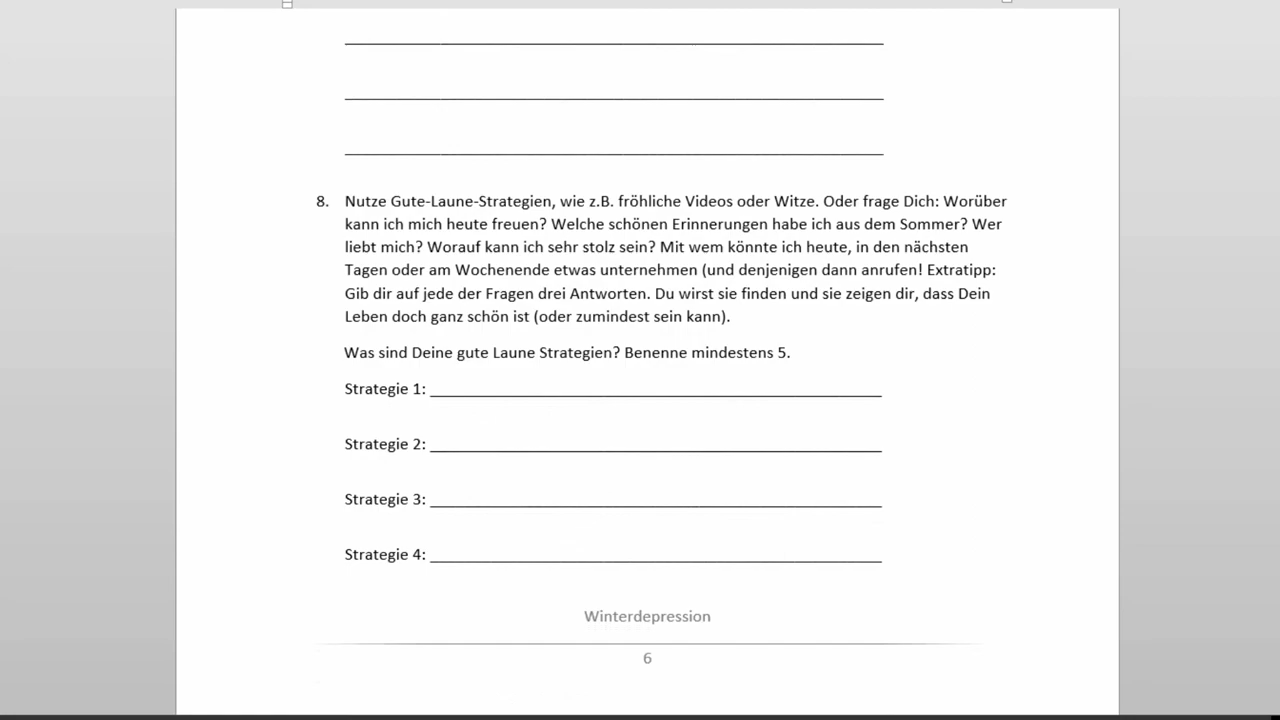 8. Nutze Gute-Laune-Strategien, wie z.B. fröhliche Videos oder Witze. Oder frage Dich: Worüber
kann ich mich heute freuen? Welche schönen Erinnerungen habe ich aus dem Sommer? Wer
liebt mich? Worauf kann ich sehr stolz sein? Mit wem könnte ich heute, in den nächsten
Tagen oder am Wochenende etwas unternehmen (und denjenigen dann anrufen! Extratipp:
Gib dir auf jede der Fragen drei Antworten. Du wirst sie finden und sie zeigen dir, dass Dein
Leben doch ganz schön ist (oder zumindest sein kann).
Was sind Deine gute Laune Strategien? Benenne mindestens 5.
Strategie 1:
Strategie 2:
Strategie 3:
Strategie 4:
Winterdepression
6